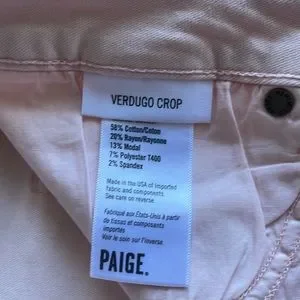 VERDUGO CROP
58% Cotton/Coton
20% Rayon/Rayonne
13% Modal
7% Polyester T400
2% Spandex
Made in the USA of imported
fabric and components.
See care on reverse.
Fabriqué aux États-Unis à partir
de tissus et composants
importés
Voir le soin sur l'inverse
PAIGE.